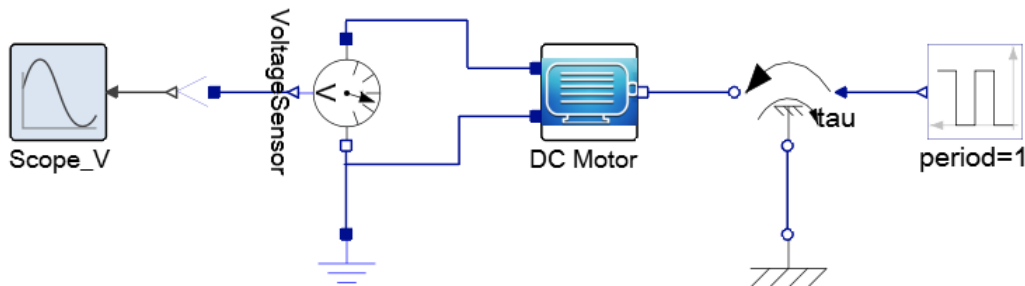 VoltageSensor
V
tau
Scope_V
DC Motor
period=1